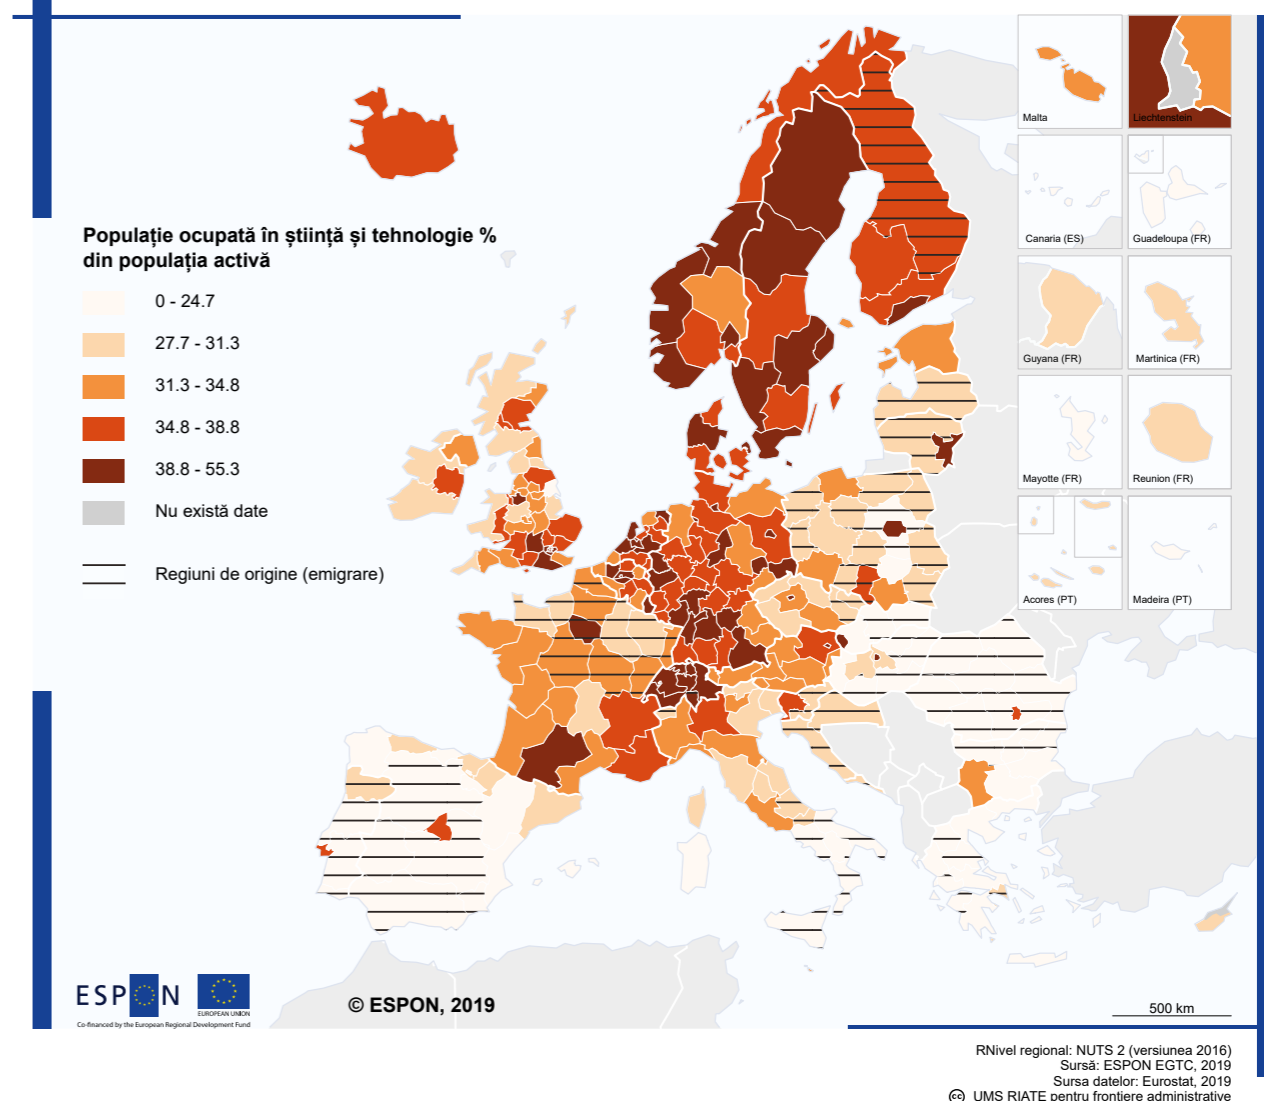 Malta
Liechtenstein
Canaria (ES)
Guadeloupa (FR)
Populație ocupată în știință și tehnologie %
din populația activă
0 - 24.7
27.7 - 31.3
31.3 - 34.8
34.8 - 38.8
38.8 - 55.3
Nu există date
Regiuni de origine (emigrare)
Guyana (FR)
Martinica (FR)
Mayotte (FR)
Reunion (FR)
Acores (PT)
Madeira (PT)
ESPON
EUROPEAN UNION
Co-financed by the European Regional Development Fund
© ESPON, 2019
500 km
RNivel regional: NUTS 2 (versiunea 2016)
Sursă: ESPON EGTC, 2019
Sursa datelor: Eurostat, 2019
cc UMS RIATE pentru frontiere administrative